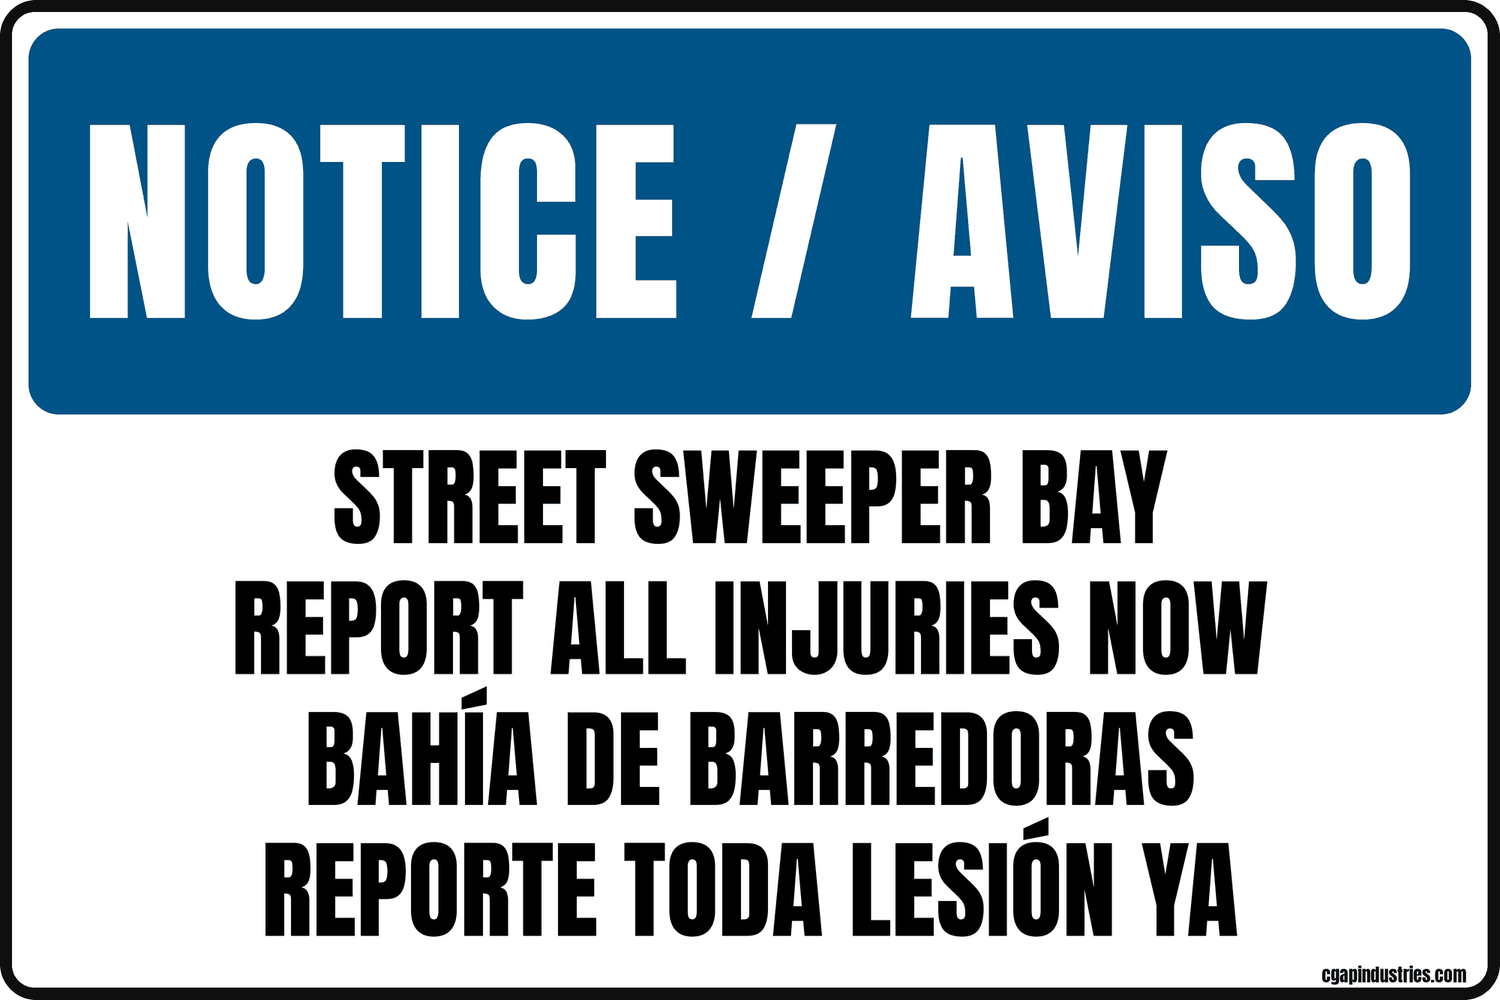 NOTICE / AVISO
STREET SWEEPER BAY
REPORT ALL INJURIES NOW
BAHÍA DE BARREDORAS
REPORTE TODA LESIÓN YA
cgapindustries.com